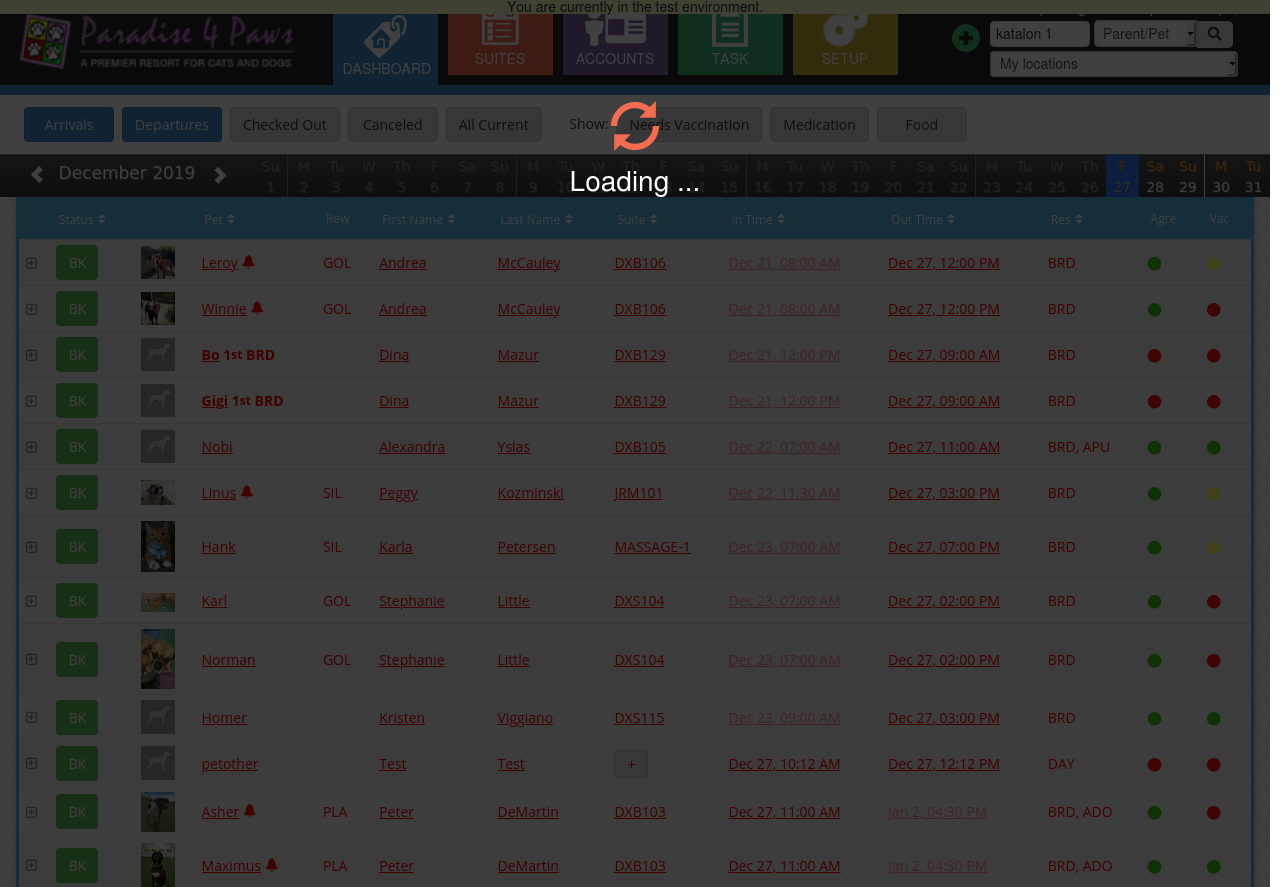 You are currently in the test environment.
Paradise 4 Paws
A PREMIER RESORT FOR CATS AND DOGS
DASHBOARD SUITES ACCOUNTS TASK SETUP
katalon 1 Parent/Pet
My locations
Arrivals Departures Checked Out Canceled All Current Show: Needs Vaccination Medication Food
Loading ...
December 2019
Su M Tu W Th F Sa Su M Tu W Th F Sa Su M Tu W Th F Sa Su M Tu W Th F Sa Su M Tu
1 2 3 4 5 6 7 8 9 15 16 17 18 19 20 21 22 23 24 25 26 27 28 29 30 31
Status Pet Rew First Name Last Name Suite In Time Out Time Res Agre Vac
BK Leroy GOL Andrea McCauley DXB106 Dec 21, 08:00 AM Dec 27, 12:00 PM BRD
BK Winnie GOL Andrea McCauley DXB106 Dec 21, 08:00 AM Dec 27, 12:00 PM BRD
BK Bo 1st BRD Dina Mazur DXB129 Dec 21, 12:00 PM Dec 27, 09:00 AM BRD
BK Gigi 1st BRD Dina Mazur DXB129 Dec 21, 12:00 PM Dec 27, 09:00 AM BRD
BK Nobi Alexandra Yslas DXB105 Dec 22, 07:00 AM Dec 27, 11:00 AM BRD, APU
BK Linus SIL Peggy Kozminski JRM101 Dec 22, 11:30 AM Dec 27, 03:00 PM BRD
BK Hank SIL Karla Petersen MASSAGE-1 Dec 23, 07:00 AM Dec 27, 07:00 PM BRD
BK Karl GOL Stephanie Little DXS104 Dec 23, 07:00 AM Dec 27, 02:00 PM BRD
BK Norman GOL Stephanie Little DXS104 Dec 23, 07:00 AM Dec 27, 02:00 PM BRD
BK Homer Kristen Viggiano DXS115 Dec 23, 09:00 AM Dec 27, 03:00 PM BRD
BK petother Test Test + Dec 27, 10:12 AM Dec 27, 12:12 PM DAY
BK Asher PLA Peter DeMartin DXB103 Dec 27, 11:00 AM Jan 2, 04:30 PM BRD, ADO
BK Maximus PLA Peter DeMartin DXB103 Dec 27, 11:00 AM Jan 2, 04:30 PM BRD, ADO